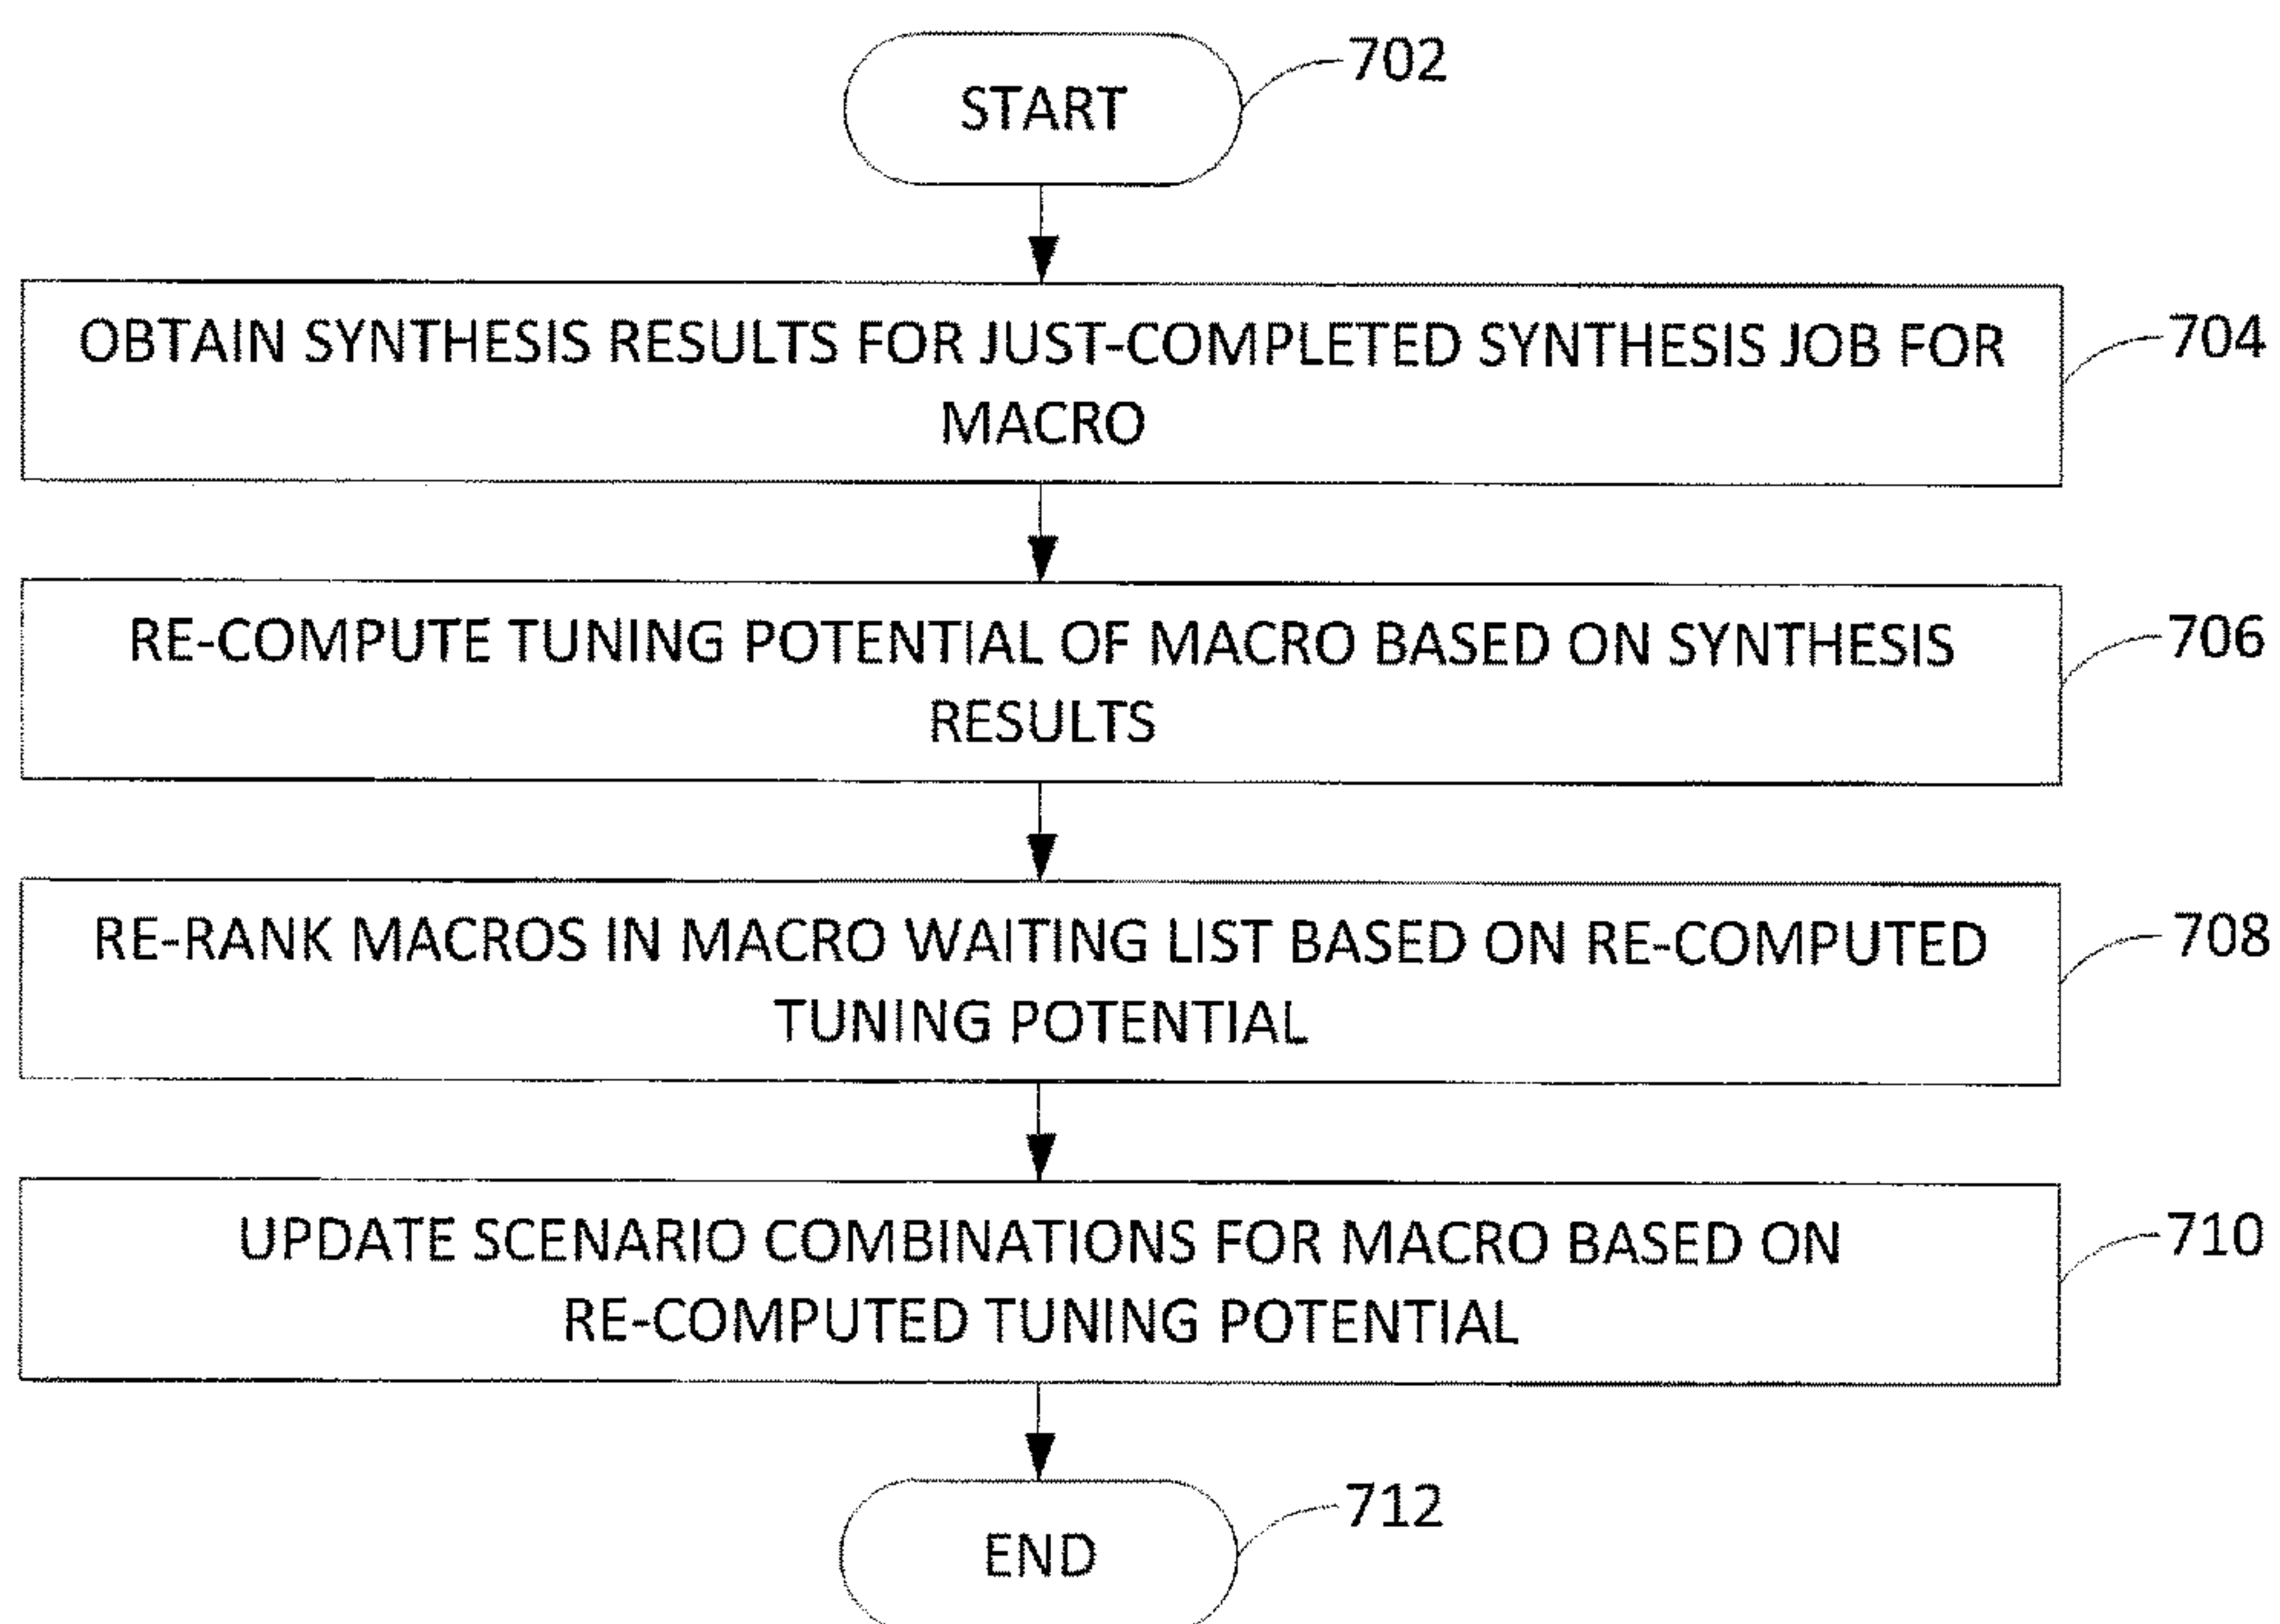 START
702
OBTAIN SYNTHESIS RESULTS FOR JUST-COMPLETED SYNTHESIS JOB FOR
MACRO
704
RE-COMPUTE TUNING POTENTIAL OF MACRO BASED ON SYNTHESIS
RESULTS
706
RE-RANK MACROS IN MACRO WAITING LIST BASED ON RE-COMPUTED
TUNING POTENTIAL
708
UPDATE SCENARIO COMBINATIONS FOR MACRO BASED ON
RE-COMPUTED TUNING POTENTIAL
710
END
712